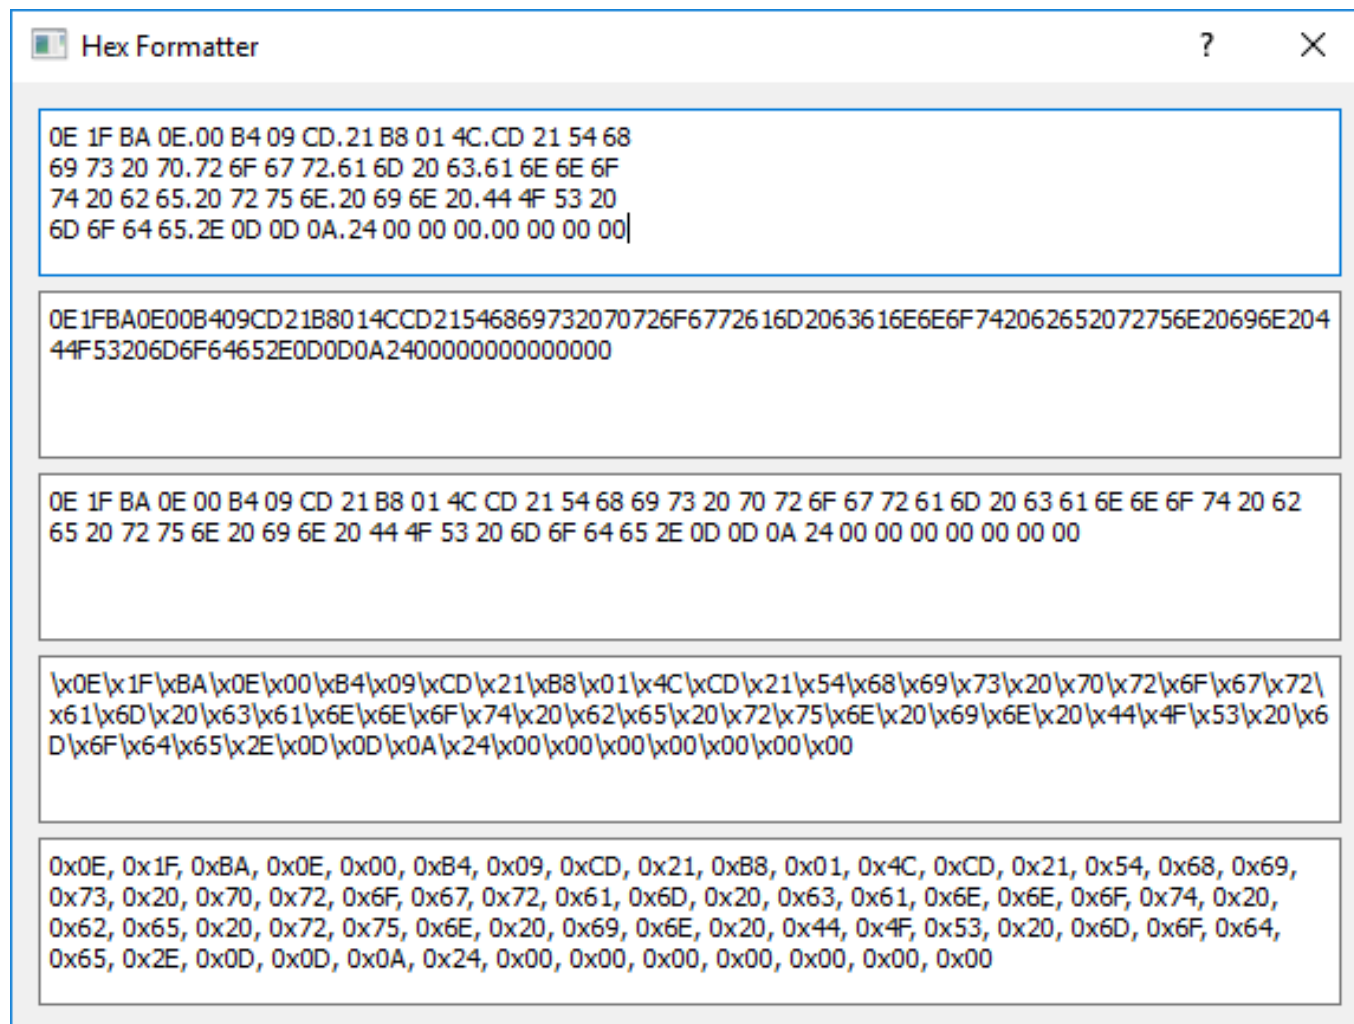 Hex Formatter ? ×
0E 1F BA 0E.00 B4 09 CD.21 B8 01 4C.CD 21 54 68
69 73 20 70.72 6F 67 72.61 6D 20 63.61 6E 6E 6F
74 20 62 65.20 72 75 6E.20 69 6E 20.44 4F 53 20
6D 6F 64 65.2E 0D 0D 0A.24 00 00 00.00 00 00 00
0E1FBA0E00B409CD21B8014CCD21546869732070726F6772616D2063616E6E6F742062652072756E20696E204
44F53206D6F64652E0D0D0A2400000000000000
0E 1F BA 0E 00 B4 09 CD 21 B8 01 4C CD 21 54 68 69 73 20 70 72 6F 67 72 61 6D 20 63 61 6E 6E 6F 74 20 62
65 20 72 75 6E 20 69 6E 20 44 4F 53 20 6D 6F 64 65 2E 0D 0D 0A 24 00 00 00 00 00 00 00
\x0E\x1F\xBA\x0E\x00\xB4\x09\xCD\x21\xB8\x01\x4C\xCD\x21\x54\x68\x69\x73\x20\x70\x72\x6F\x67\x72\
x61\x6D\x20\x63\x61\x6E\x6E\x6F\x74\x20\x62\x65\x20\x72\x75\x6E\x20\x69\x6E\x20\x44\x4F\x53\x20\x6
D\x6F\x64\x65\x2E\x0D\x0D\x0A\x24\x00\x00\x00\x00\x00\x00\x00
0x0E, 0x1F, 0xBA, 0x0E, 0x00, 0xB4, 0x09, 0xCD, 0x21, 0xB8, 0x01, 0x4C, 0xCD, 0x21, 0x54, 0x68, 0x69,
0x73, 0x20, 0x70, 0x72, 0x6F, 0x67, 0x72, 0x61, 0x6D, 0x20, 0x63, 0x61, 0x6E, 0x6E, 0x6F, 0x74, 0x20,
0x62, 0x65, 0x20, 0x72, 0x75, 0x6E, 0x20, 0x69, 0x6E, 0x20, 0x44, 0x4F, 0x53, 0x20, 0x6D, 0x6F, 0x64,
0x65, 0x2E, 0x0D, 0x0D, 0x0A, 0x24, 0x00, 0x00, 0x00, 0x00, 0x00, 0x00, 0x00